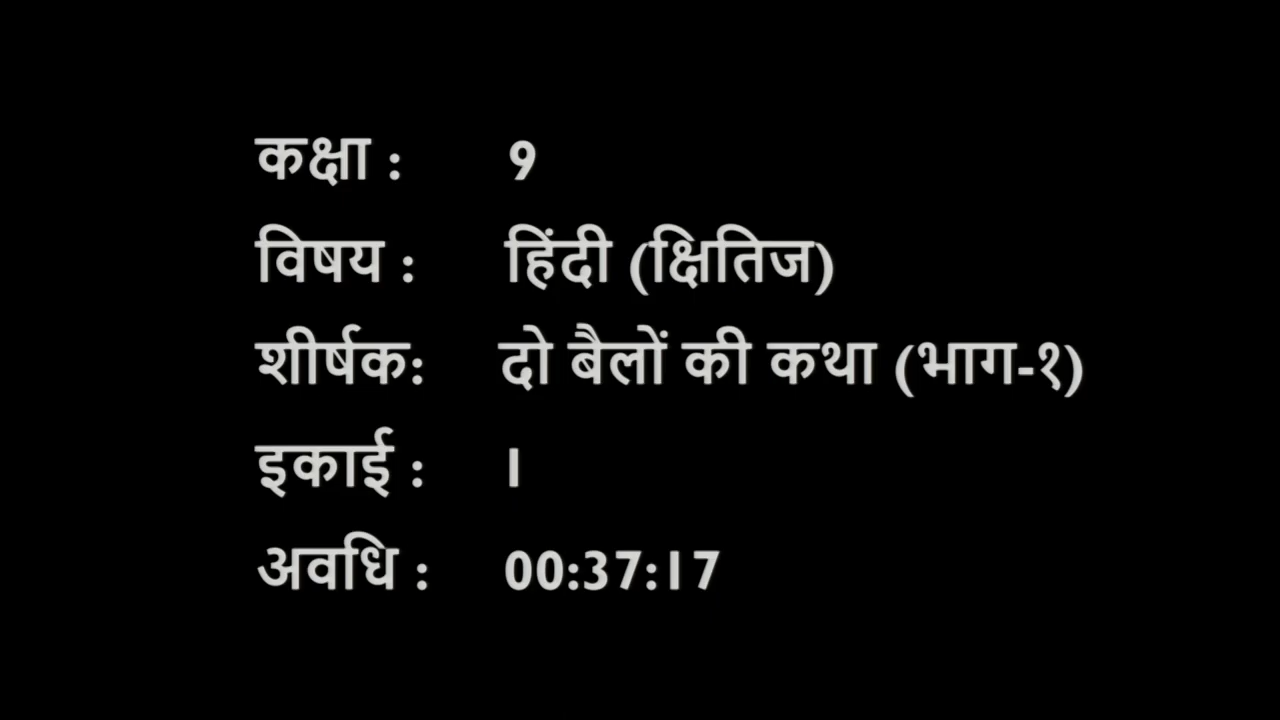 कक्षा : 9
विषय : हिंदी (क्षितिज)
शीर्षक: दो बैलों की कथा (भाग-१)
इकाई : 1
अवधि : 00:37:17